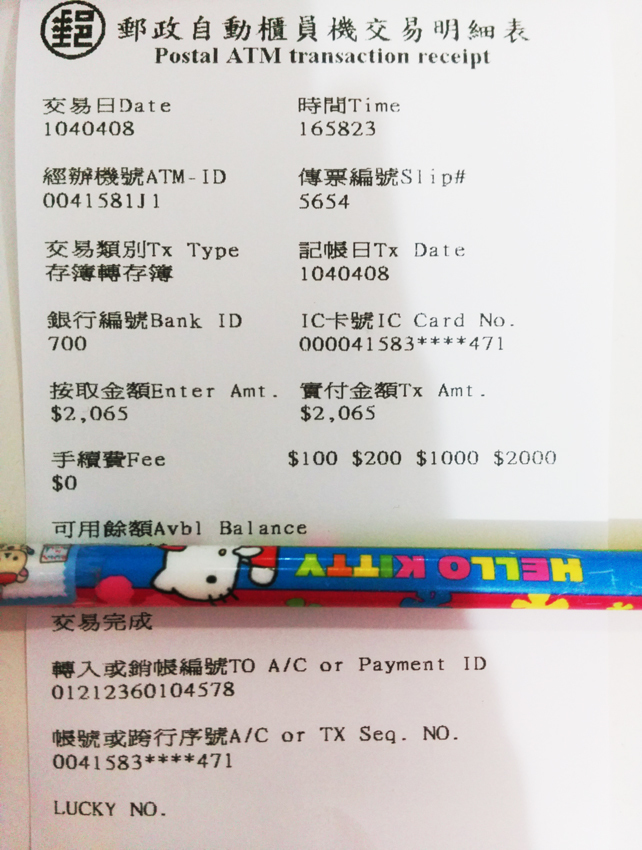 郵
郵政自動櫃員機交易明細表
Postal ATM transaction receipt
交易日Date 時間Time
1040408 165823
經辦機號ATM-ID 傳票編號Slip#
0041581J1 5654
交易類別Tx Type 記帳日Tx Date
存簿轉存簿 1040408
銀行編號Bank ID IC卡號IC Card No.
700 000041583****471
按取金額Enter Amt. 實付金額Tx Amt.
$2,065 $2,065
手續費Fee $100 $200 $1000 $2000
$0
可用餘額Avbl Balance
HELLO KITTY
交易完成
轉入或銷帳編號TO A/C or Payment ID
01212360104578
帳號或跨行序號A/C or TX Seq. NO.
0041583****471
LUCKY NO.